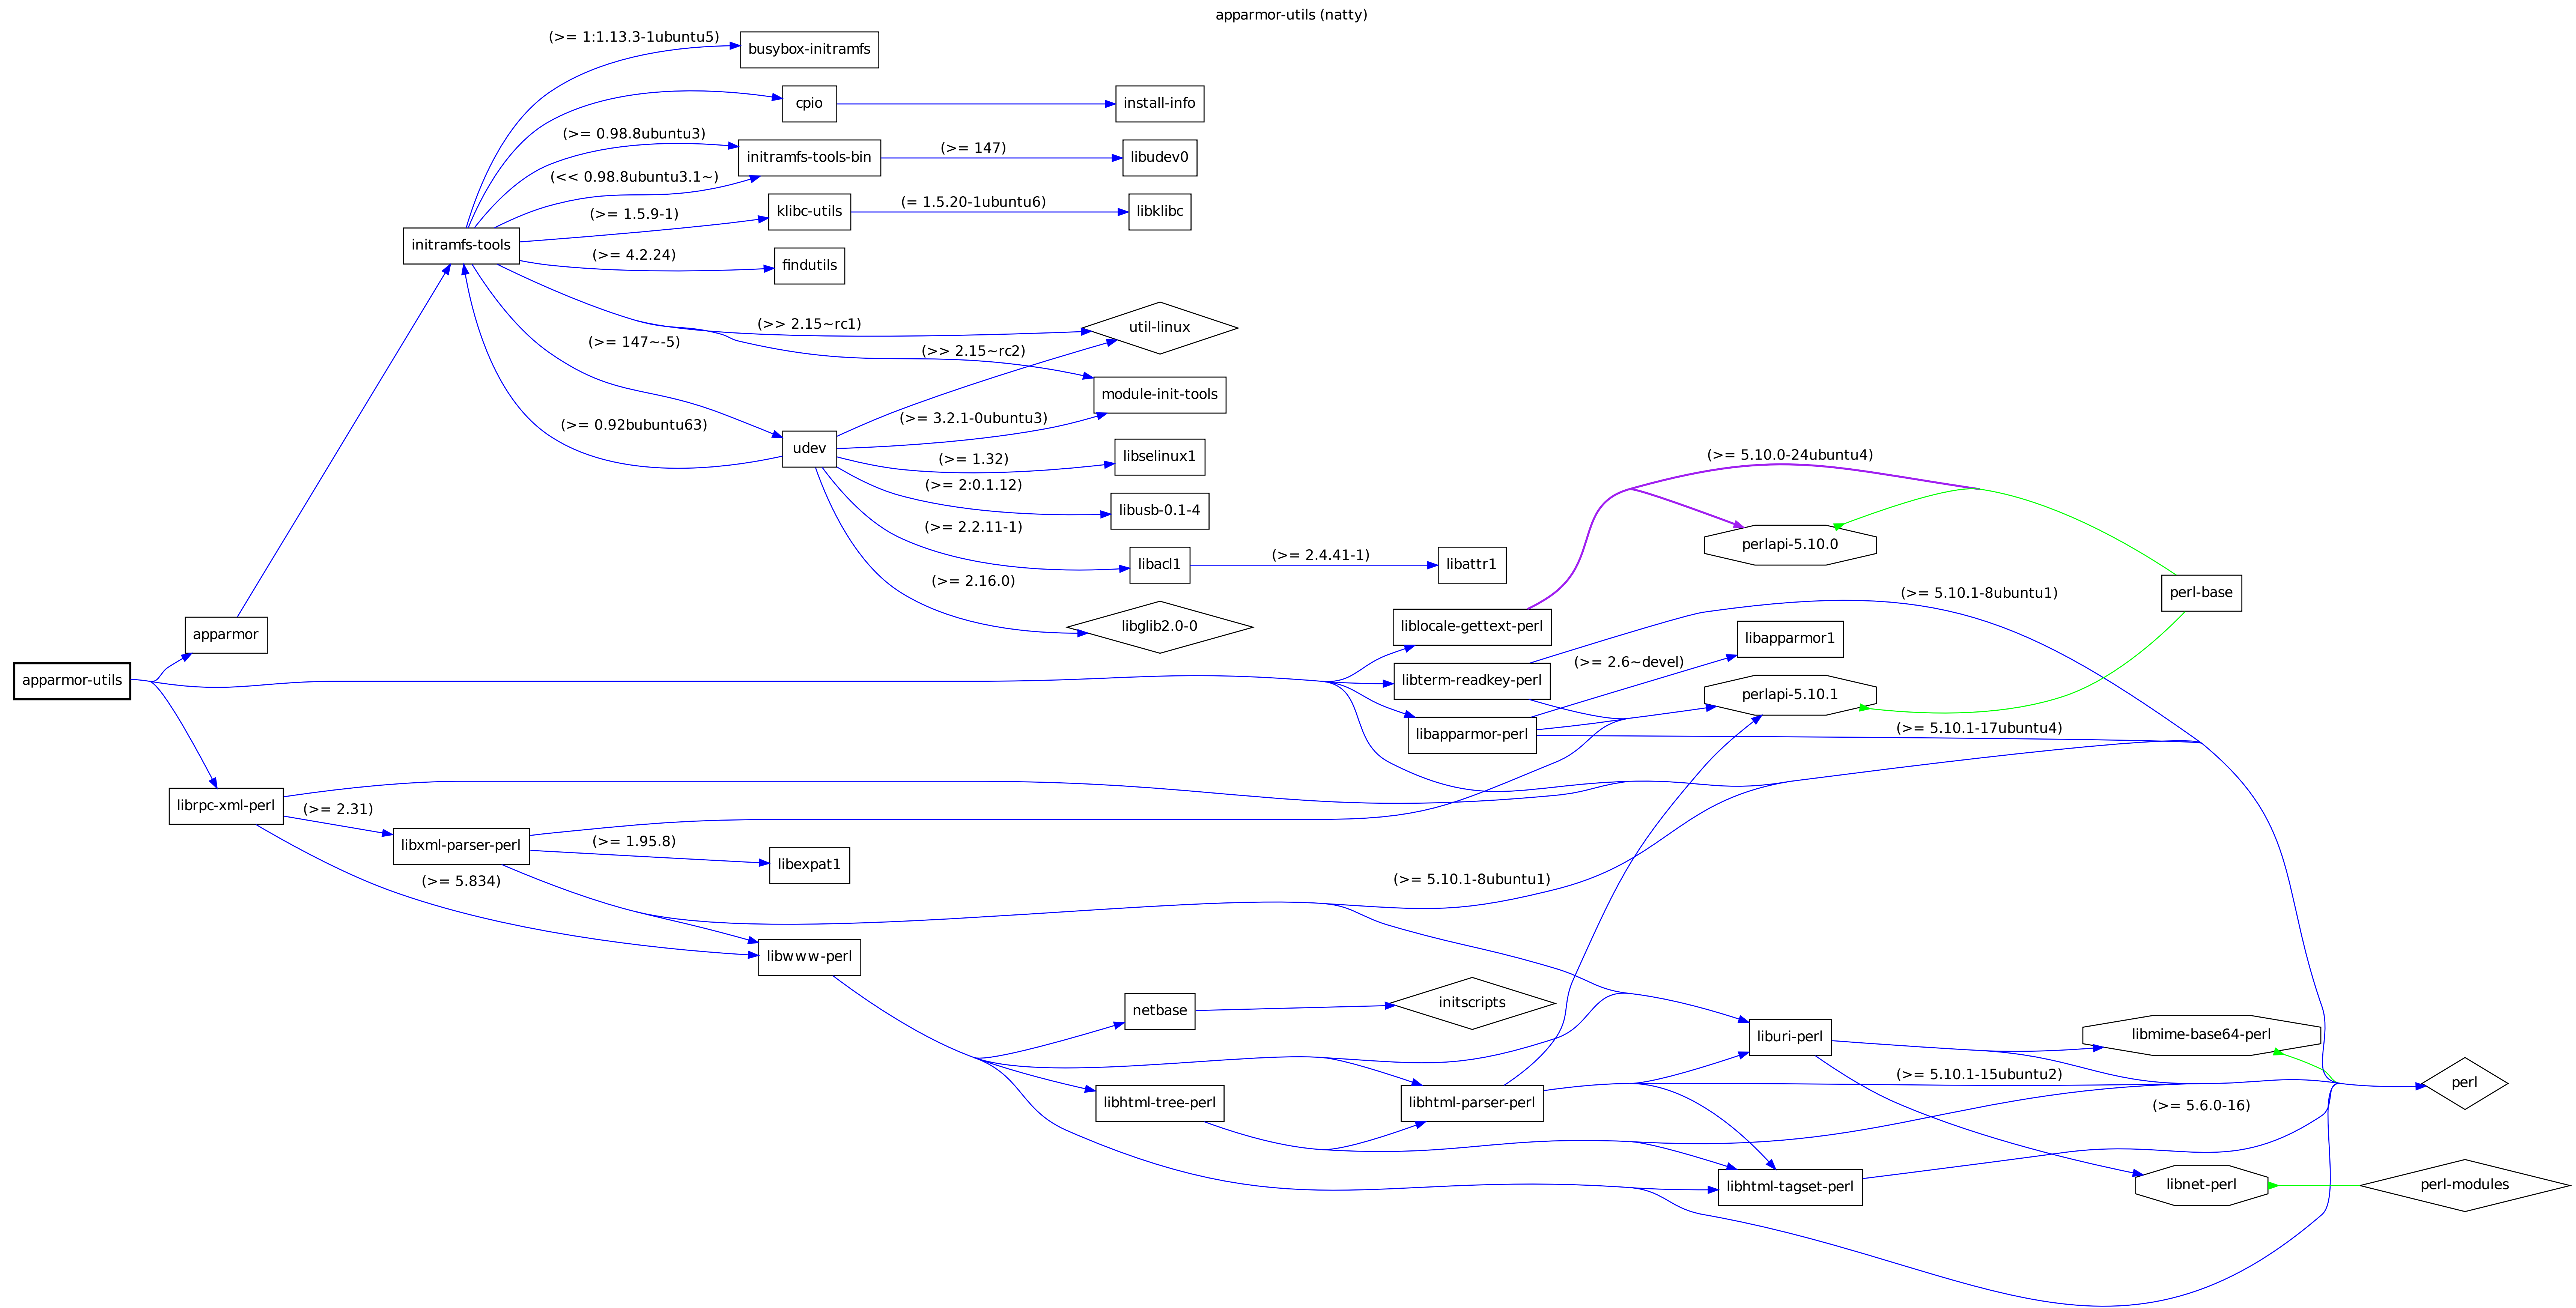 apparmor-utils (natty)
(>= 1:1.13.3-1ubuntu5)
busybox-initramfs
cpio
install-info
(>= 0.98.8ubuntu3)
initramfs-tools-bin
(>= 147)
libudev0
(<< 0.98.8ubuntu3.1~)
klibc-utils
(= 1.5.20-1ubuntu6)
libklibc
(>= 1.5.9-1)
initramfs-tools
(>= 4.2.24)
findutils
(>> 2.15~rc1)
util-linux
(>= 147~-5)
(>> 2.15~rc2)
module-init-tools
(>= 3.2.1-0ubuntu3)
(>= 0.92bubuntu63)
udev
(>= 1.32)
libselinux1
(>= 5.10.0-24ubuntu4)
(>= 2:0.1.12)
libusb-0.1-4
(>= 2.2.11-1)
perlapi-5.10.0
libacl1
(>= 2.4.41-1)
libattr1
(>= 2.16.0)
perl-base
(>= 5.10.1-8ubuntu1)
libglib2.0-0
liblocale-gettext-perl
apparmor
libapparmor1
(>= 2.6~devel)
apparmor-utils
libterm-readkey-perl
perlapi-5.10.1
libapparmor-perl
(>= 5.10.1-17ubuntu4)
librpc-xml-perl
(>= 2.31)
libxml-parser-perl
(>= 1.95.8)
libexpat1
(>= 5.834)
(>= 5.10.1-8ubuntu1)
libwww-perl
netbase
initscripts
liburi-perl
libmime-base64-perl
(>= 5.10.1-15ubuntu2)
perl
libhtml-tree-perl
libhtml-parser-perl
(>= 5.6.0-16)
libhtml-tagset-perl
libnet-perl
perl-modules